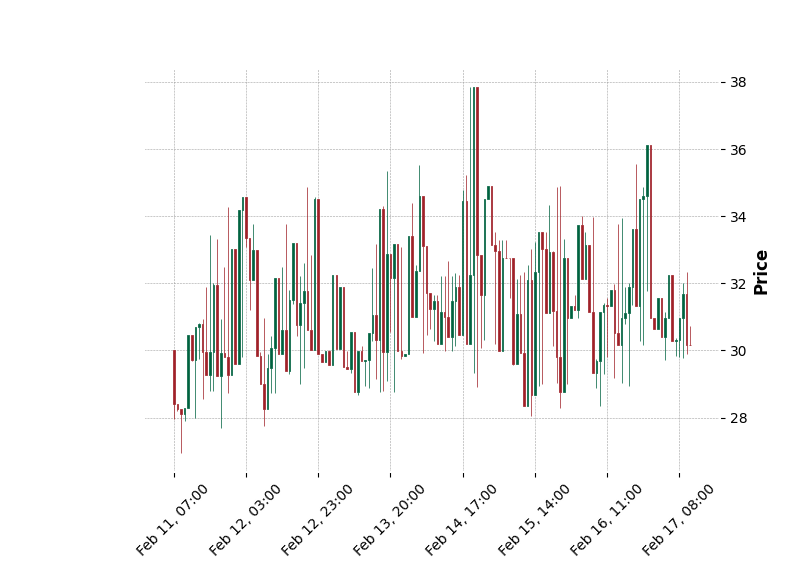 38
36
34
32
30
28
Price
Feb 11, 07:00
Feb 12, 03:00
Feb 12, 23:00
Feb 13, 20:00
Feb 14, 17:00
Feb 15, 14:00
Feb 16, 11:00
Feb 17, 08:00